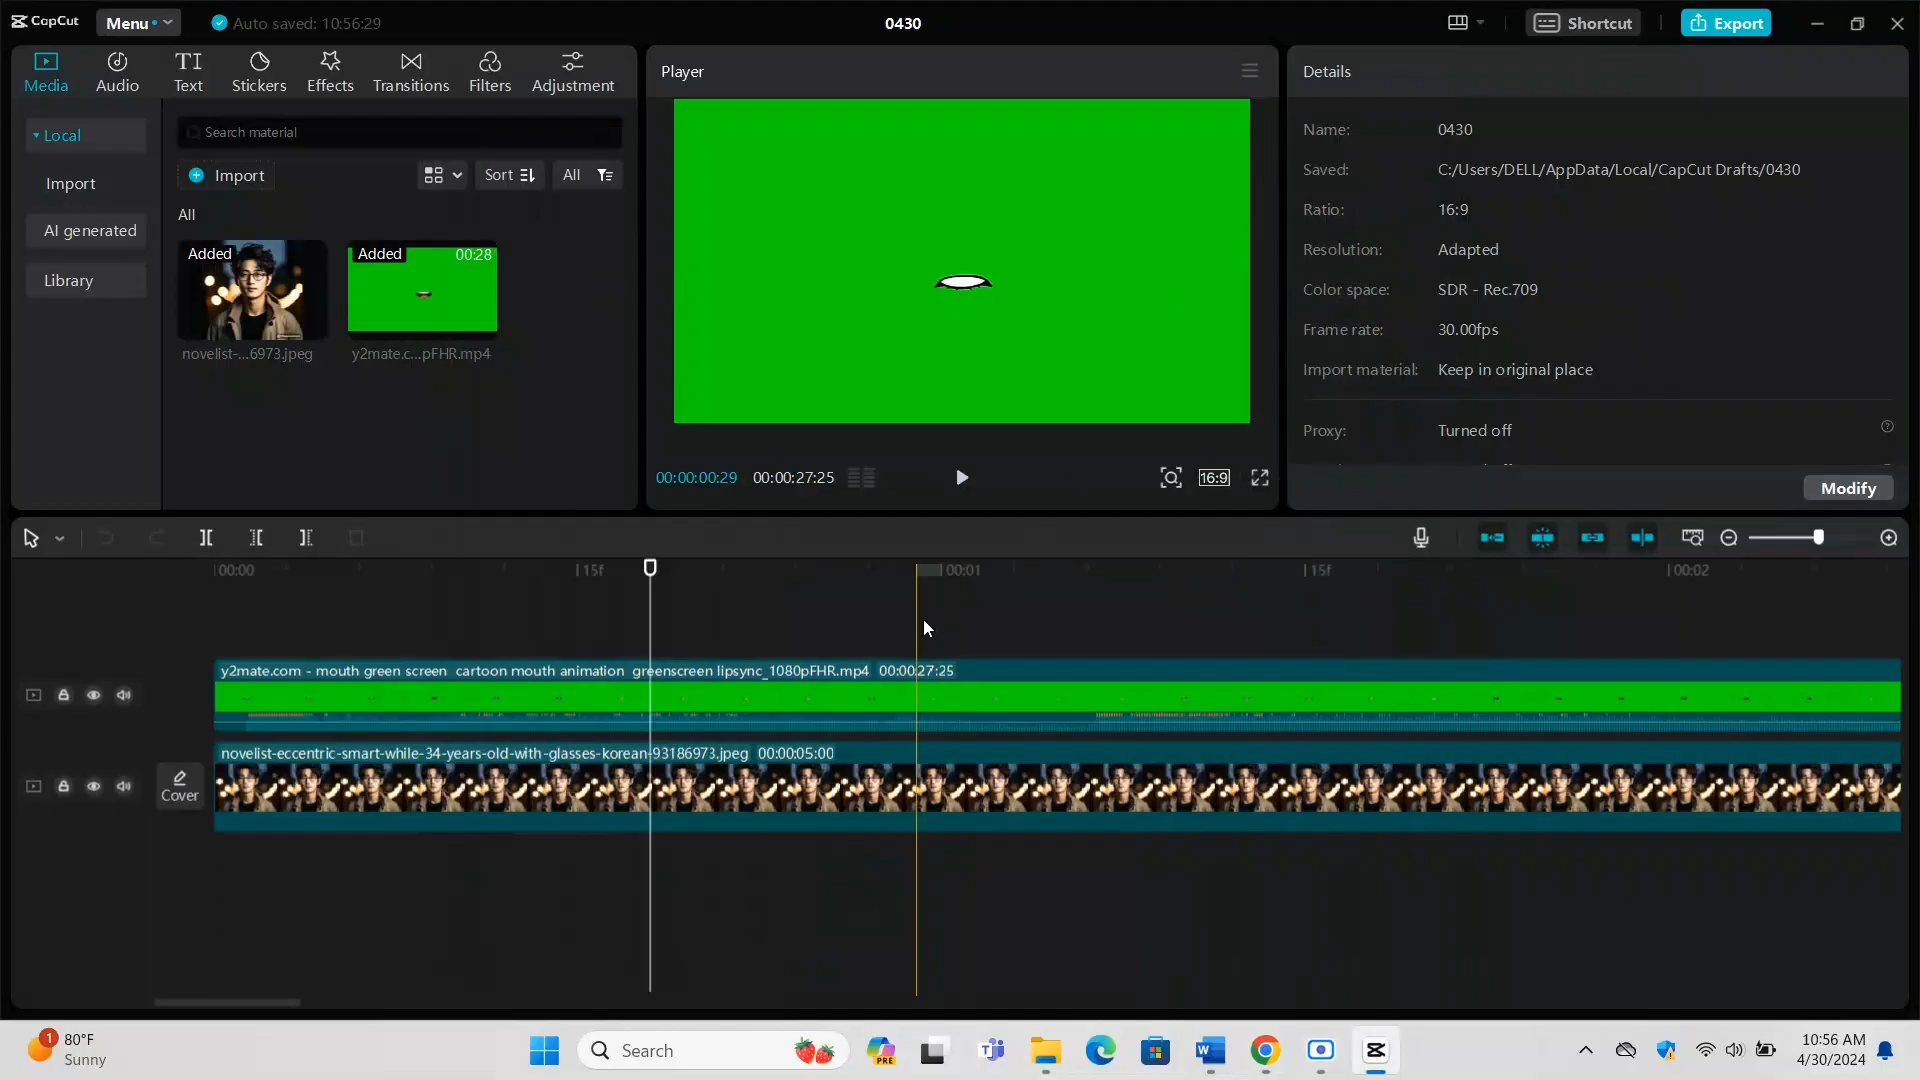 CapCut
Menu
Auto saved: 10:56:29
0430
Shortcut
Export
Media
Audio
TI
Text
Stickers
Effects
Transitions
Filters
Adjustment
Local
Import
AI generated
Library
Search material
Import
Sort
All
All
Added
novelist-...6973.jpeg
Added
00:28
y2mate.c...pFHR.mp4
Player
00:00:00:29
00:00:27:25
16:9
Details
Name:
0430
Saved:
C:/Users/DELL/AppData/Local/CapCut Drafts/0430
Ratio:
16:9
Resolution:
Adapted
Color space:
SDR - Rec.709
Frame rate:
30.00fps
Import material:
Keep in original place
Proxy:
Turned off
Modify
00:00
15f
00:01
15f
00:02
y2mate.com - mouth green screen cartoon mouth animation greenscreen lipsync_1080pFHR.mp4 00:00:27:25
Cover
novelist-eccentric-smart-while-34-years-old-with-glasses-korean-93186973.jpeg 00:00:05:00
1
80°F
Sunny
Search
PRE
10:56 AM
4/30/2024